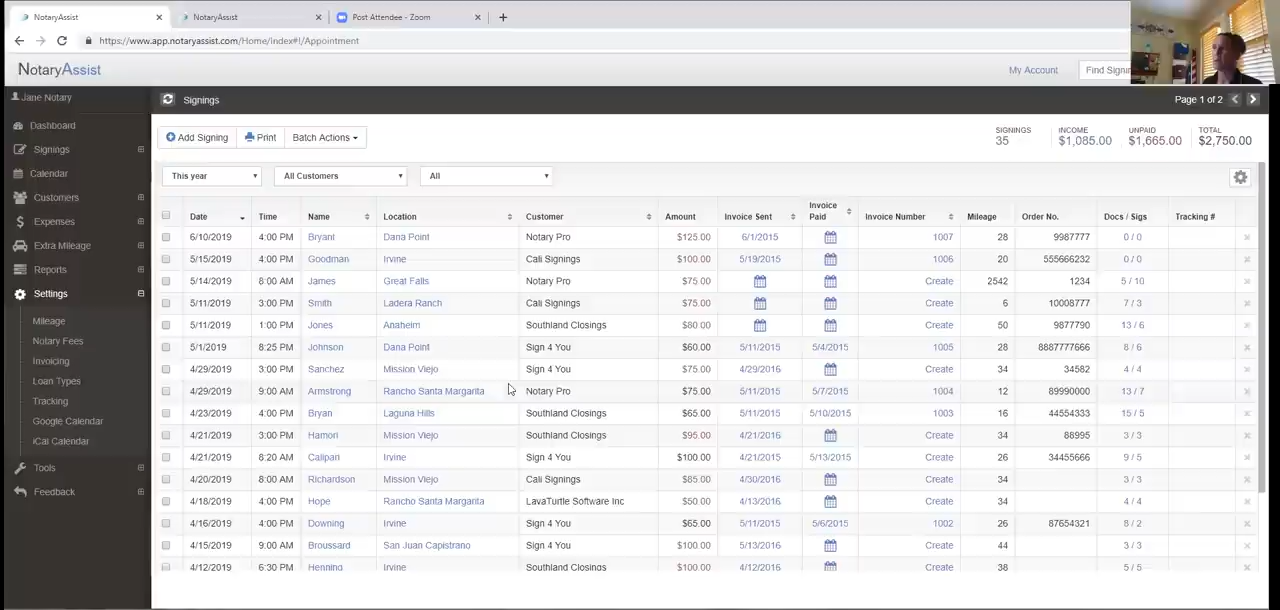 NotaryAssist
NotaryAssist
Post Attendee - Zoom
https://www.app.notaryassist.com/Home/Index#!/Appointment
NotaryAssist
My Account
Find Signin
Jane Notary
Signings
Page 1 of 2
Dashboard
Signings
Calendar
Customers
Expenses
Extra Mileage
Reports
Settings
Mileage
Notary Fees
Invoicing
Loan Types
Tracking
Google Calendar
iCal Calendar
Tools
Feedback
Add Signing Print Batch Actions
SIGNINGS INCOME UNPAID TOTAL
35 $1,085.00 $1,665.00 $2,750.00
This year All Customers All
Date Time Name Location Customer Amount Invoice Sent Invoice Paid Invoice Number Mileage Order No. Docs / Sigs Tracking #
6/10/2019 4:00 PM Bryant Dana Point Notary Pro $125.00 6/1/2015 1007 28 9987777 0 / 0
5/15/2019 4:00 PM Goodman Irvine Cali Signings $100.00 5/19/2015 1006 20 555666232 0 / 0
5/14/2019 8:00 AM James Great Falls Notary Pro $75.00 Create 2542 1234 5 / 10
5/11/2019 3:00 PM Smith Ladera Ranch Cali Signings $75.00 Create 6 10008777 7 / 3
5/11/2019 1:00 PM Jones Anaheim Southland Closings $80.00 Create 50 9877790 13 / 6
5/1/2019 8:25 PM Johnson Dana Point Sign 4 You $60.00 5/11/2015 5/4/2015 1005 28 8887777666 8 / 6
4/29/2019 3:00 PM Sanchez Mission Viejo Sign 4 You $75.00 4/29/2016 Create 34 34582 4 / 4
4/29/2019 9:00 AM Armstrong Rancho Santa Margarita Notary Pro $75.00 5/11/2015 5/7/2015 1004 12 89990000 13 / 7
4/23/2019 4:00 PM Bryan Laguna Hills Southland Closings $65.00 5/11/2015 5/10/2015 1003 16 44554333 15 / 5
4/21/2019 3:00 PM Hamori Mission Viejo Southland Closings $95.00 4/21/2016 Create 34 88995 3 / 3
4/21/2019 8:20 AM Calipan Irvine Sign 4 You $100.00 4/21/2015 5/13/2015 Create 26 34455666 9 / 5
4/20/2019 8:00 AM Richardson Mission Viejo Cali Signings $85.00 4/30/2016 Create 34 3 / 3
4/18/2019 4:00 PM Hope Rancho Santa Margarita LavaTurtle Software Inc $50.00 4/13/2016 Create 34 4 / 4
4/16/2019 4:00 PM Downing Irvine Sign 4 You $65.00 5/11/2015 5/6/2015 1002 26 87654321 8 / 2
4/15/2019 9:00 AM Broussard San Juan Capistrano Sign 4 You $100.00 5/13/2016 Create 44 3 / 3
4/12/2019 6:30 PM Henning Irvine Southland Closings $100.00 4/12/2016 Create 38 5 / 5